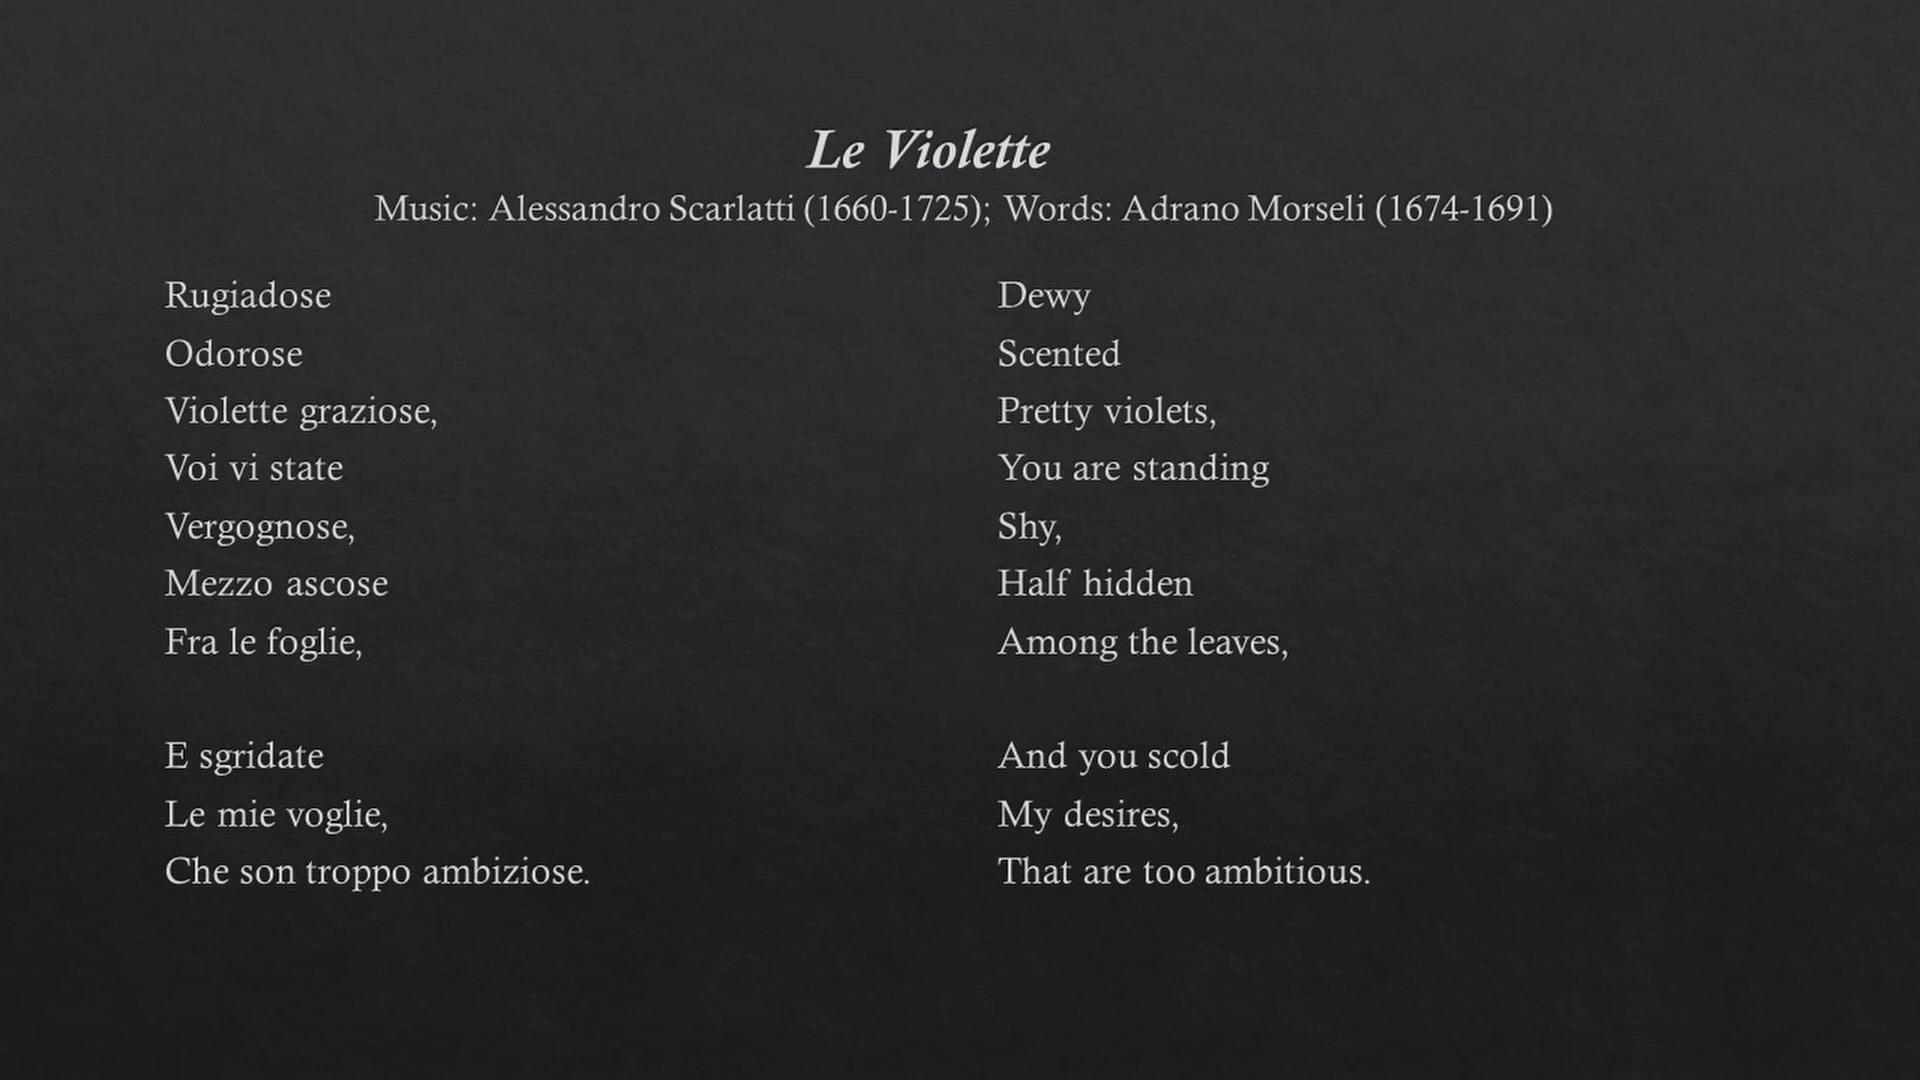 Le Violette
Music: Alessandro Scarlatti (1660-1725); Words: Adrano Morseli (1674-1691)
Rugiadose
Odorose
Violette graziose,
Voi vi state
Vergognose,
Mezzo ascose
Fra le foglie,
E sgridate
Le mie voglie,
Che son troppo ambiziose.
Dewy
Scented
Pretty violets,
You are standing
Shy,
Half hidden
Among the leaves,
And you scold
My desires,
That are too ambitious.